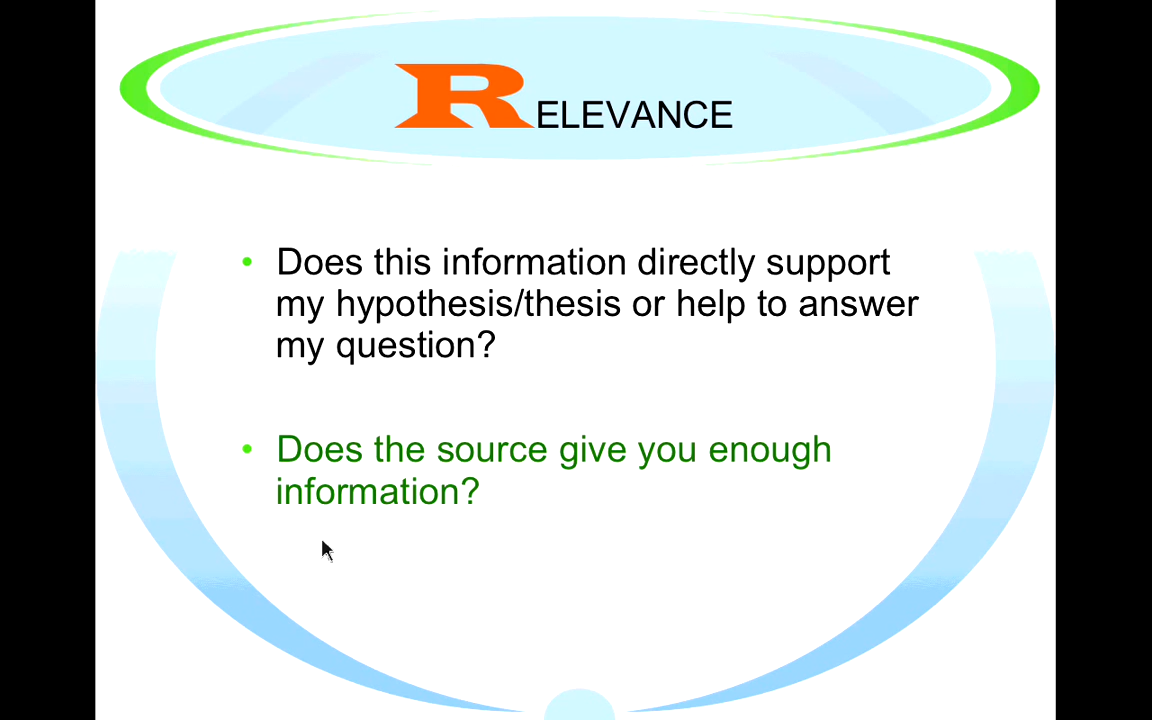 RELEVANCE
• Does this information directly support
my hypothesis/thesis or help to answer
my question?
• Does the source give you enough
information?